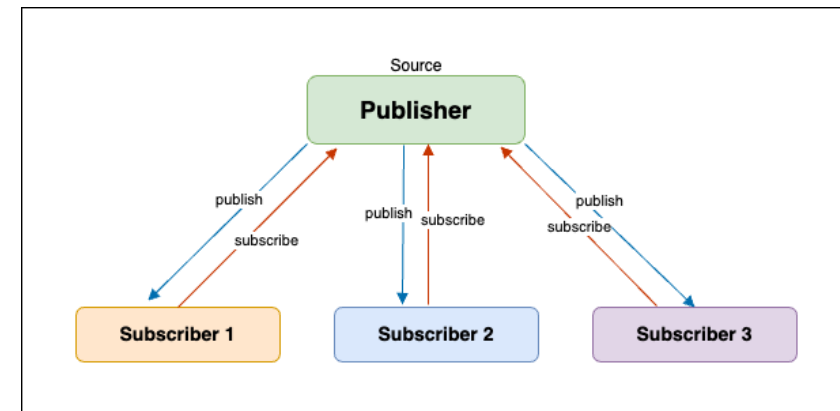 Source
Publisher
publish
subscribe
publish
subscribe
publish
subscribe
Subscriber 1
Subscriber 2
Subscriber 3